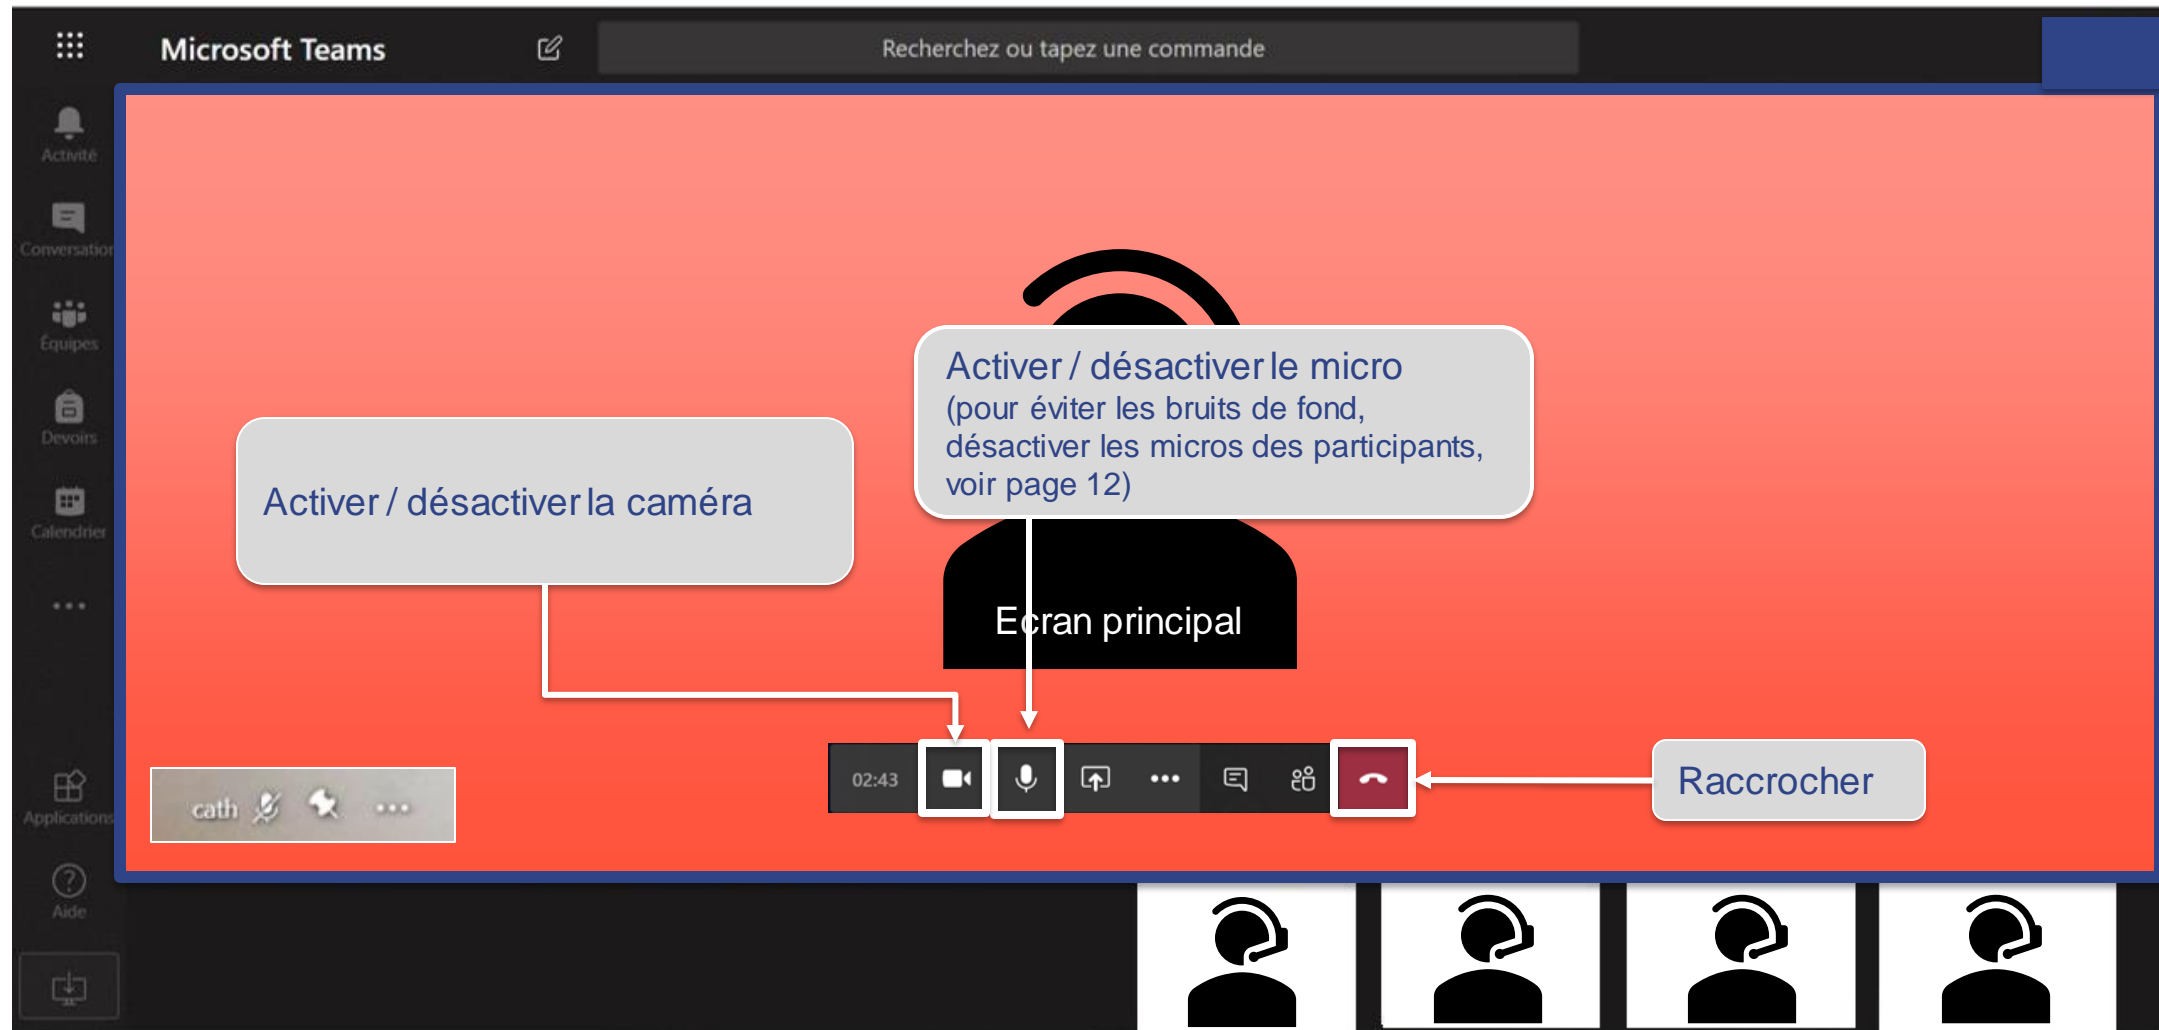 Microsoft Teams
Recherchez ou tapez une commande
Activité
Conversation
Équipes
Devoirs
Calendrier
Applications
Aide
Activer / désactiver la caméra
Activer / désactiver le micro
(pour éviter les bruits de fond,
désactiver les micros des participants,
voir page 12)
Ecran principal
02:43
Raccrocher
cath